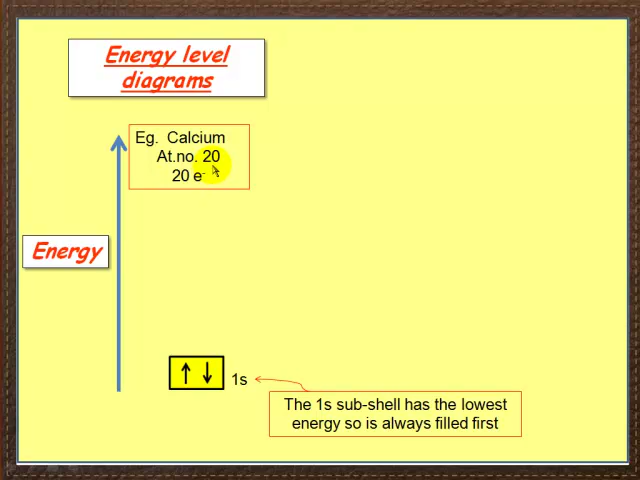 Energy level
diagrams
Eg. Calcium
At.no. 20
20 e-
Energy
1s
The 1s sub-shell has the lowest
energy so is always filled first